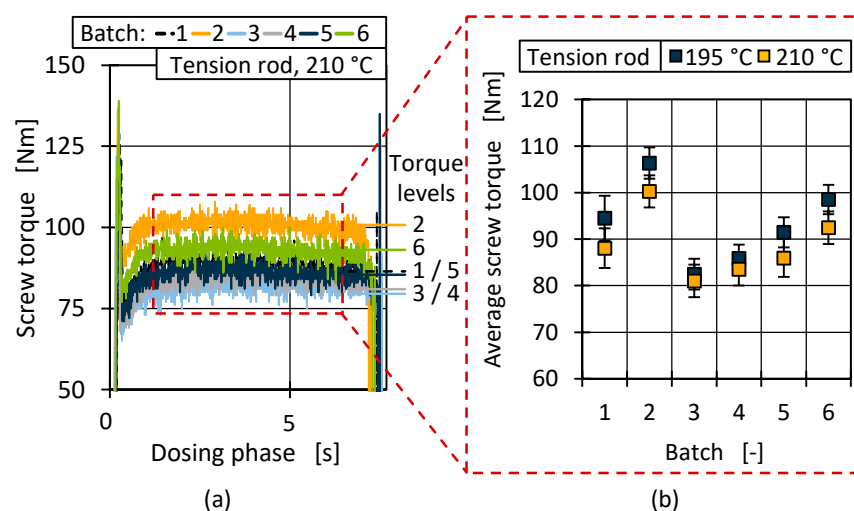 Batch: 1 2 3 4 5 6
Tension rod, 210 °C
150
125
100
75
50
Screw torque [Nm]
0 5
Dosing phase [s]
Torque
levels
2
6
1 / 5
3 / 4
(a)
Tension rod 195 °C 210 °C
120
110
100
90
80
70
60
Average screw torque [Nm]
1 2 3 4 5 6
Batch [-]
(b)